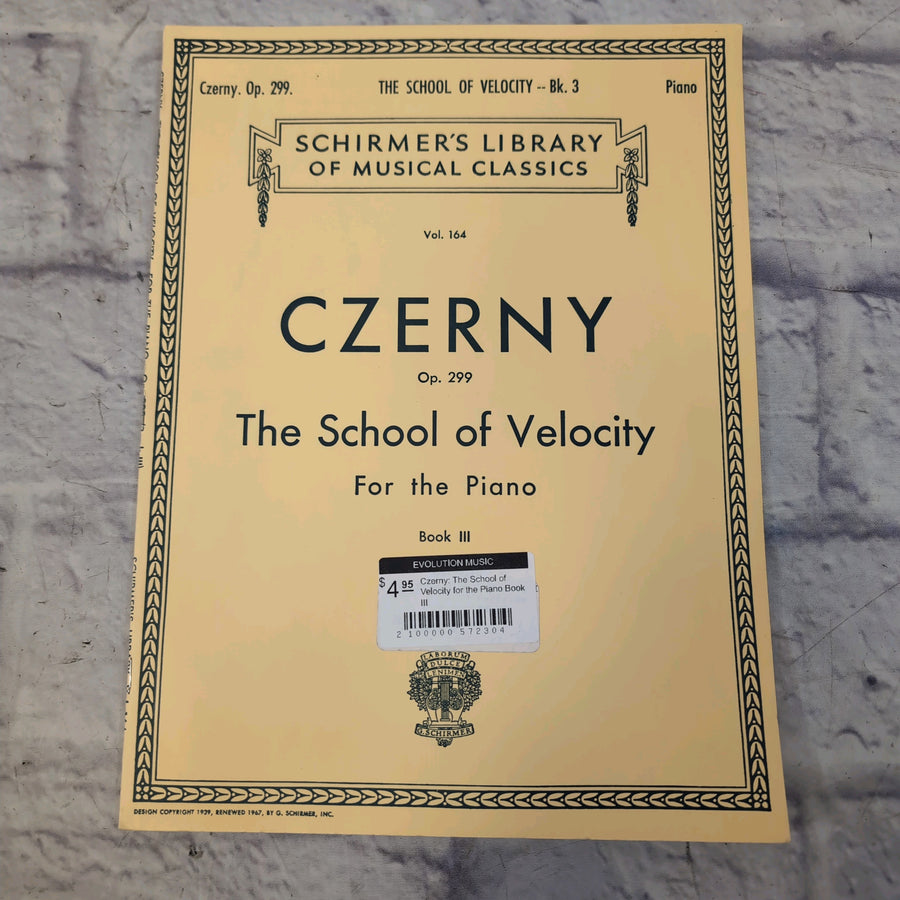 Czerny. Op. 299.
THE SCHOOL OF VELOCITY -- Bk. 3
Piano
SCHIRMER'S LIBRARY
OF MUSICAL CLASSICS
Vol. 164
CZERNY
Op. 299
The School of Velocity
For the Piano
Book III
EVOLUTION MUSIC
$4.95
Czerny: The School of
Velocity for the Piano Book
III
2 100000 572304
LABORUM
DULCE
LENIMEN
G. SCHIRMER
DESIGN COPYRIGHT 1939, RENEWED 1967, BY G. SCHIRMER, INC.